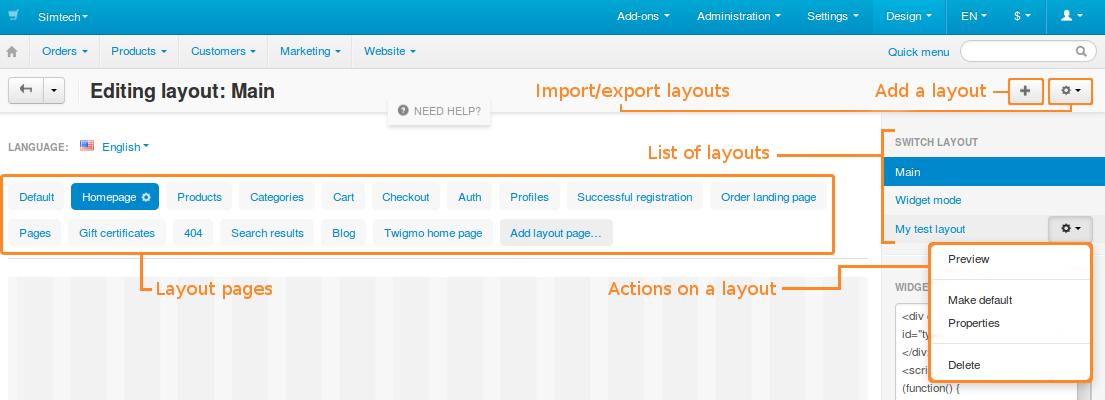 Simtech
Add-ons Administration Settings Design EN $
Orders Products Customers Marketing Website Quick menu
Editing layout: Main
Import/export layouts
Add a layout
NEED HELP?
LANGUAGE: English
List of layouts
SWITCH LAYOUT
Main
Widget mode
My test layout
Default Homepage Products Categories Cart Checkout Auth Profiles Successful registration Order landing page
Pages Gift certificates 404 Search results Blog Twigmo home page Add layout page...
Layout pages
Actions on a layout
Preview
Make default
Properties
Delete
<div
id="ty
</div
<scri
(function() {